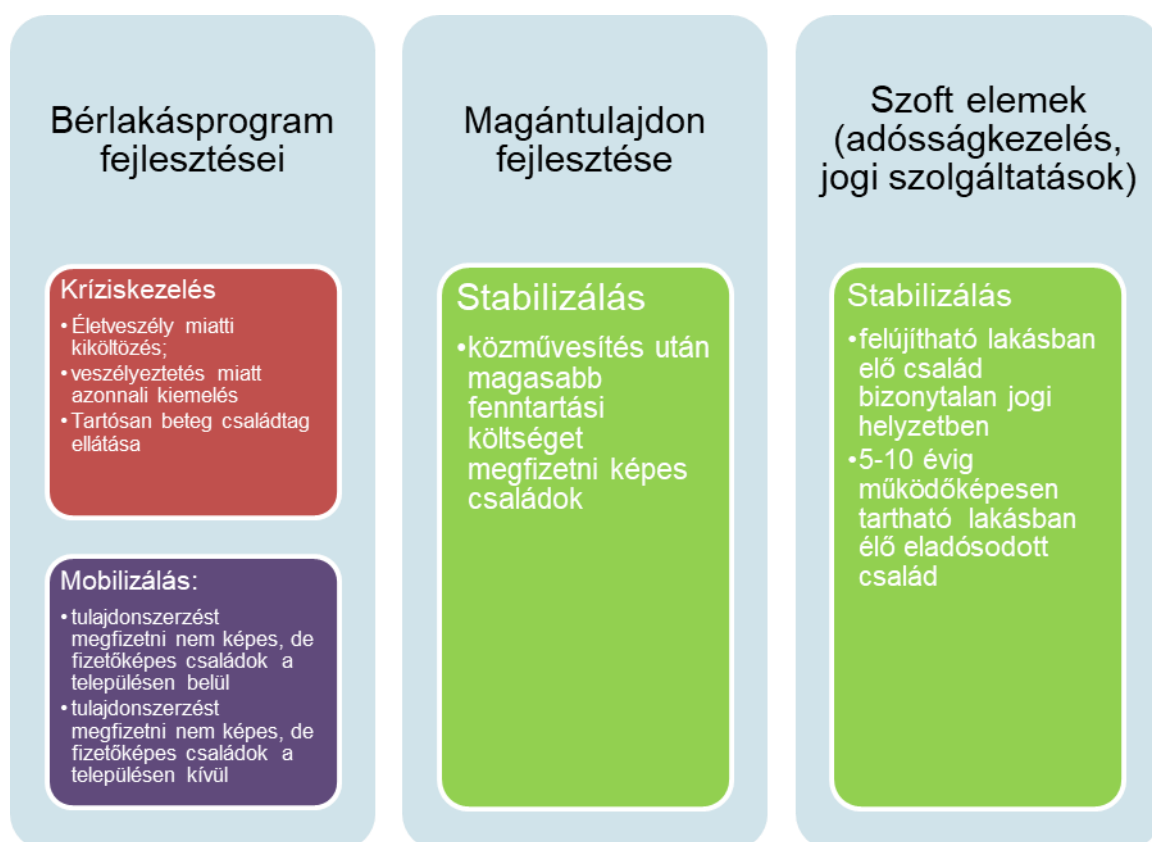 Bérlakásprogram
fejlesztései
Kríziskezelés
• Életveszély miatti
kiköltözés;
• veszélyeztetés miatt
azonnali kiemelés
• Tartósan beteg családtag
ellátása
Mobilizálás:
• tulajdonszerzést
megfizetni nem képes, de
fizetőképes családok a
településen belül
• tulajdonszerzést
megfizetni nem képes, de
fizetőképes családok a
településen kívül
Magántulajdon
fejlesztése
Stabilizálás
•közművesítés után
magasabb
fenntartási
költséget
megfizetni képes
családok
Szoft elemek
(adósságkezelés,
jogi szolgáltatások)
Stabilizálás
•felújítható lakásban
elő család
bizonytalan jogi
helyzetben
•5-10 évig
működőképesen
tartható lakásban
élő eladósodott
család